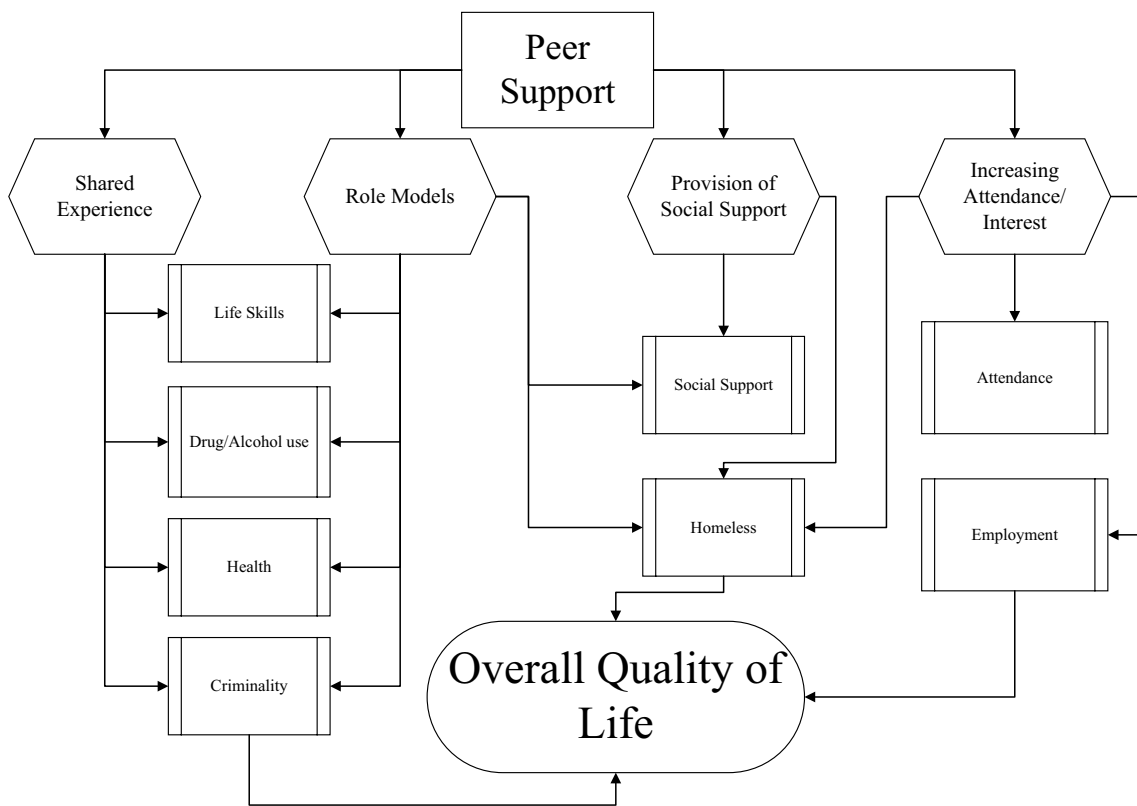 Peer
Support
Shared
Experience
Role Models
Provision of
Social Support
Increasing
Attendance/
Interest
Life Skills
Social Support
Attendance
Drug/Alcohol use
Homeless
Employment
Health
Criminality
Overall Quality of
Life